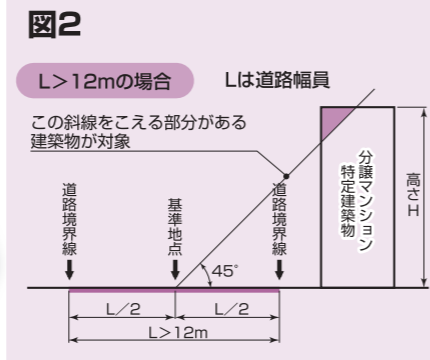 図2
L>12mの場合
Lは道路幅員
この斜線をこえる部分がある
建築物が対象
道路境界線
基準地点
道路境界線
分譲マンション
特定建築物
高さH
45°
L/2
L/2
L>12m